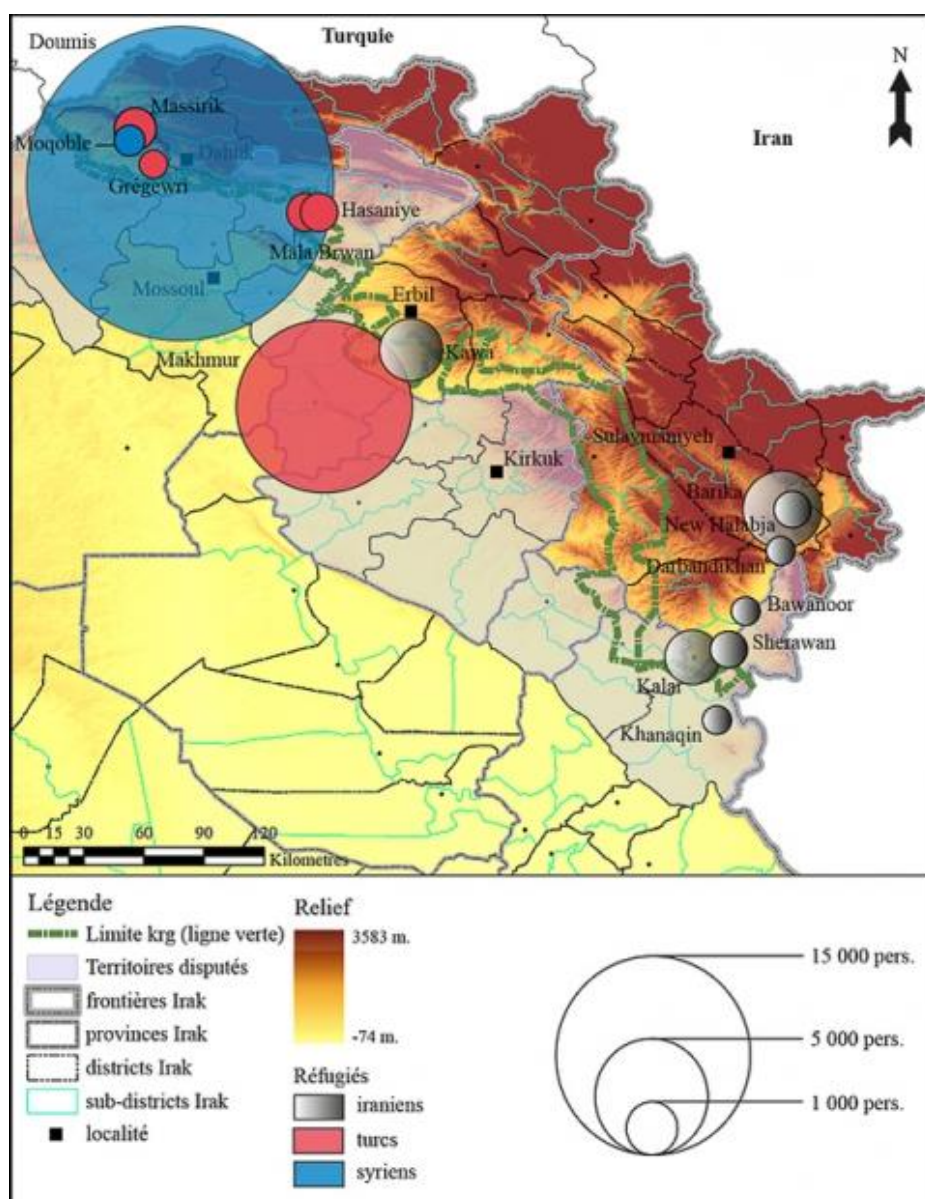 Doumis
Turquie
N
Massirik
Iran
Moqoble
Dahuk
Grégewri
Hasaniye
Mala Brwan
Mossoul
Erbil
Makhmur
Kawa
Sulaymaniyeh
Kirkuk
Barika
New Halabja
Darbandikhan
Bawanoor
Sherawan
Kalar
Khanaqin
0 15 30 60 90 120
Kilometres
Légende
Limite krg (ligne verte)
Territoires disputés
frontières Irak
provinces Irak
districts Irak
sub-districts Irak
localité
Relief
3583 m.
-74 m.
Réfugiés
iraniens
turcs
syriens
15 000 pers.
5 000 pers.
1 000 pers.